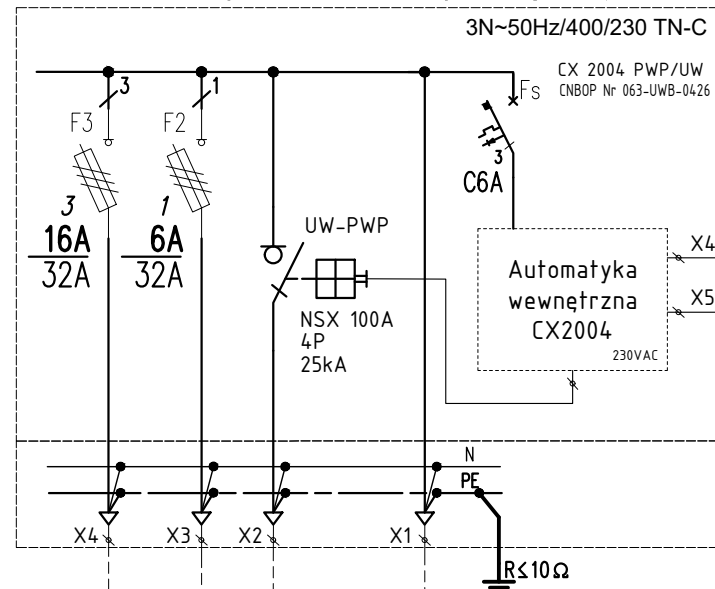 3N~50Hz/400/230 TN-C
CX 2004 PWP/UW
CNBOP Nr 063-UWB-0426
3
1
Fs
F3
F2
3
C6A
3
16A
32A
1
6A
32A
UW-PWP
NSX 100A
4P
25kA
Automatyka
wewnętrzna
CX2004
230VAC
X4
X5
N
PE
X4
X3
X2
X1
R≤10Ω